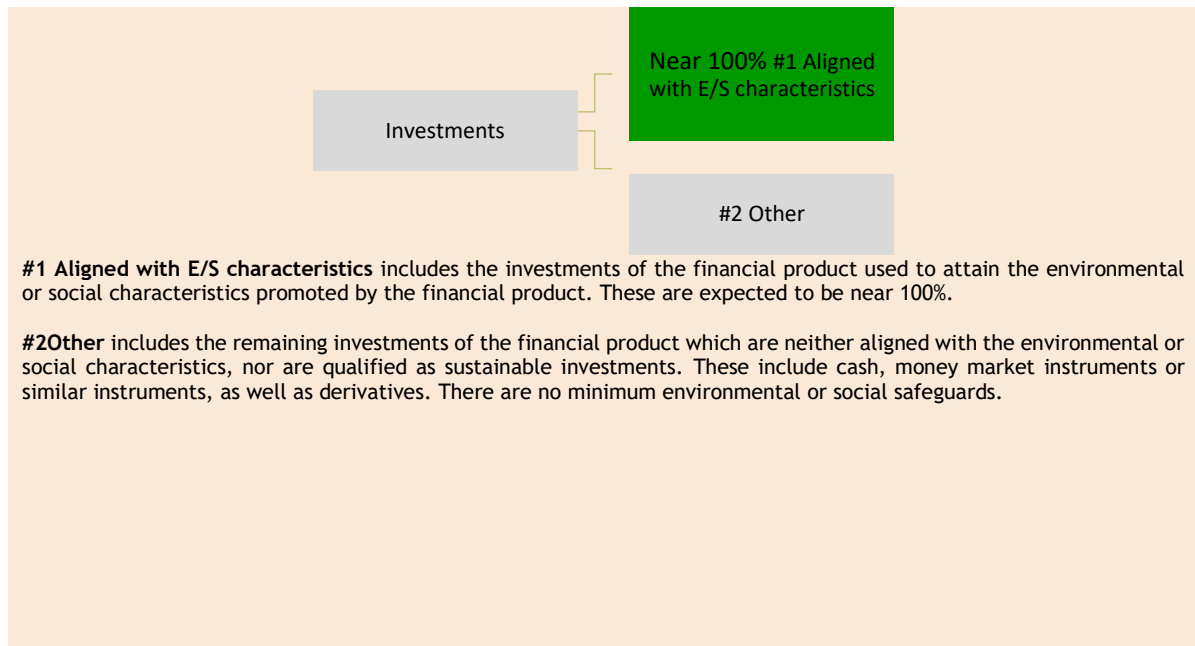 Near 100% #1 Aligned
with E/S characteristics
Investments
#2 Other
#1 Aligned with E/S characteristics includes the investments of the financial product used to attain the environmental
or social characteristics promoted by the financial product. These are expected to be near 100%.
#2Other includes the remaining investments of the financial product which are neither aligned with the environmental or
social characteristics, nor are qualified as sustainable investments. These include cash, money market instruments or
similar instruments, as well as derivatives. There are no minimum environmental or social safeguards.